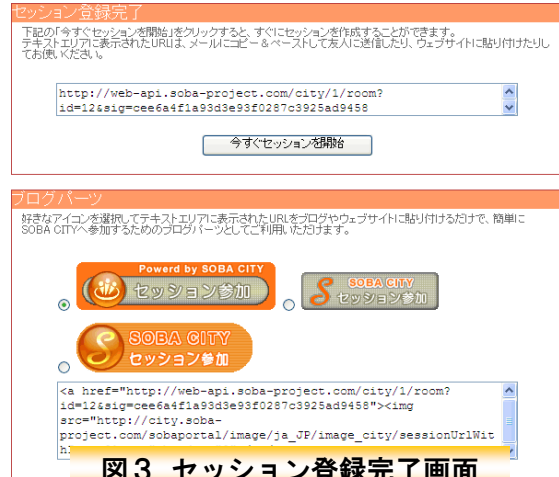 セッション登録完了
下記の「今すぐセッションを開始」をクリックすると、すぐにセッションを作成することができます。
テキストエリアに表示されたURLは、メールにコピー＆ペーストして友人に送信したり、ウェブサイトに貼り付けたりし
てお使いください。
http://web-api.soba-project.com/city/1/room?
id=12&sig=cee6a4f1a93d3e93f0287c3925ad9458
今すぐセッションを開始
ブログパーツ
好きなアイコンを選択してテキストエリアに表示されたURLをブログやウェブサイトに貼り付けるだけで、簡単に
SOBA CITYへ参加するためのブログパーツとしてご利用いただけます。
Powerd by SOBA CITY
セッション参加
SOBA CITY
セッション参加
SOBA CITY
セッション参加
<a href="http://web-api.soba-project.com/city/1/room?
id=12&sig=cee6a4f1a93d3e93f0287c3925ad9458"><img
src="http://city.soba-
project.com/sobaportal/image/ja_JP/image_city/sessionUrlWit
図３ セッション登録完了画面